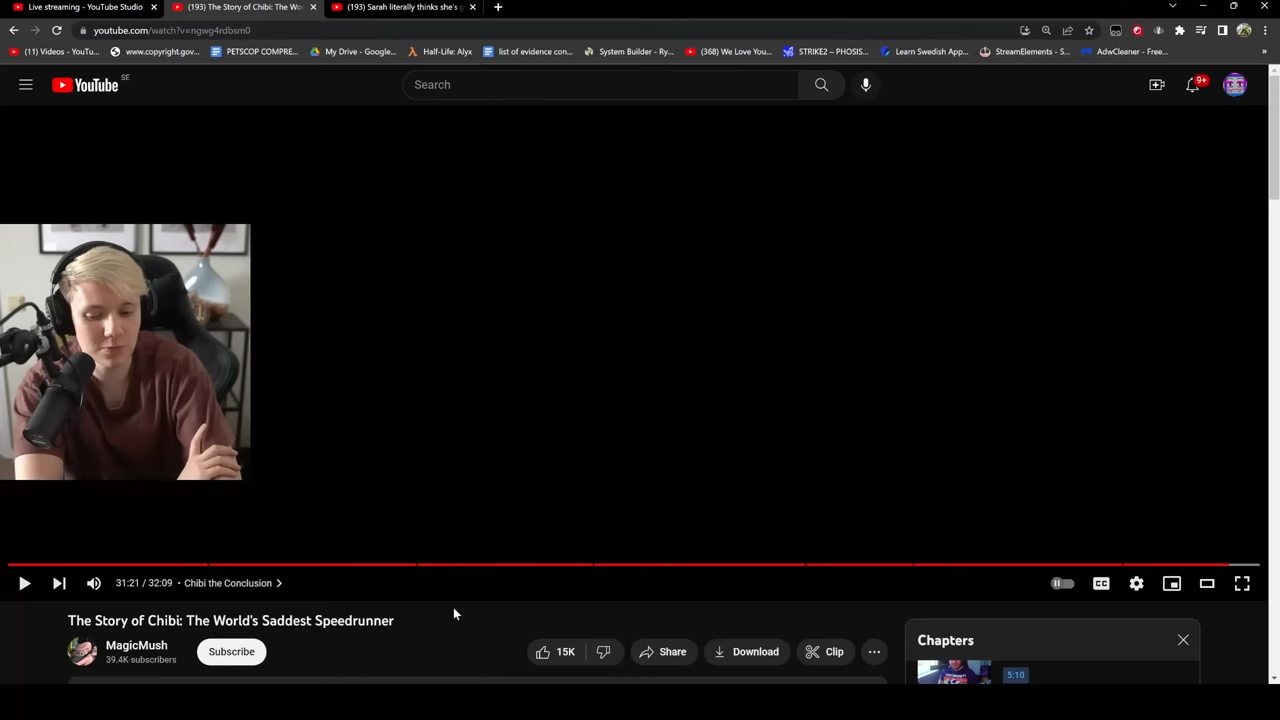 Live streaming - YouTube Studio
(193) The Story of Chibi: The Wo
(193) Sarah literally thinks she's g
youtube.com/watch?v=ngwg4rdbsm0
(11) Videos - YouTu...
www.copyright.gov...
PETSCOP COMPRE...
My Drive - Google...
Half-Life: Alyx
list of evidence con...
System Builder - Ry...
(368) We Love You...
STRIKE2 – PHOSIS...
Learn Swedish App...
StreamElements - S...
AdwCleaner - Free...
YouTube SE
Search
9+
31:21 / 32:09 • Chibi the Conclusion
CC
The Story of Chibi: The World's Saddest Speedrunner
MagicMush
39.4K subscribers
Subscribe
15K
Share
Download
Clip
Chapters
5:10